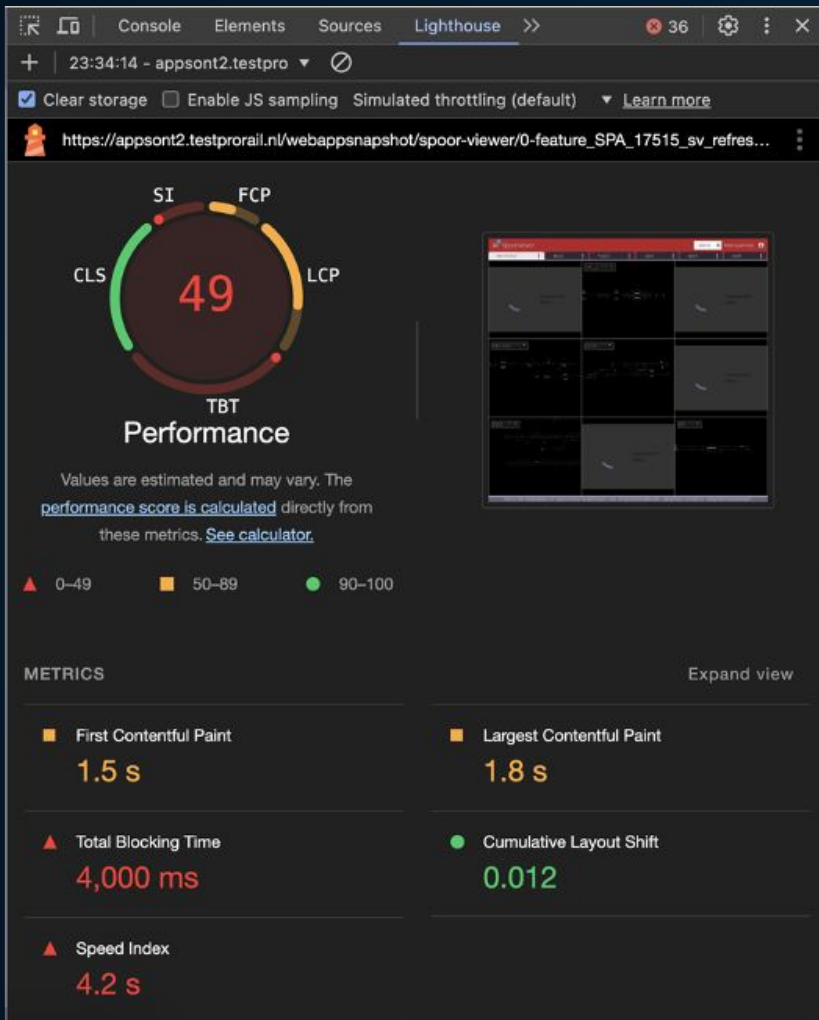 Console Elements Sources Lighthouse 36
23:34:14 - appsont2.testpro
Clear storage Enable JS sampling Simulated throttling (default) Learn more
https://appsont2.testprorail.nl/webappsnapshot/spoor-viewer/0-feature_SPA_17515_sv_refres...
SI FCP
CLS LCP
49
TBT
Performance
Values are estimated and may vary. The
performance score is calculated directly from
these metrics. See calculator.
0–49 50–89 90–100
METRICS Expand view
First Contentful Paint
1.5 s
Largest Contentful Paint
1.8 s
Total Blocking Time
4,000 ms
Cumulative Layout Shift
0.012
Speed Index
4.2 s